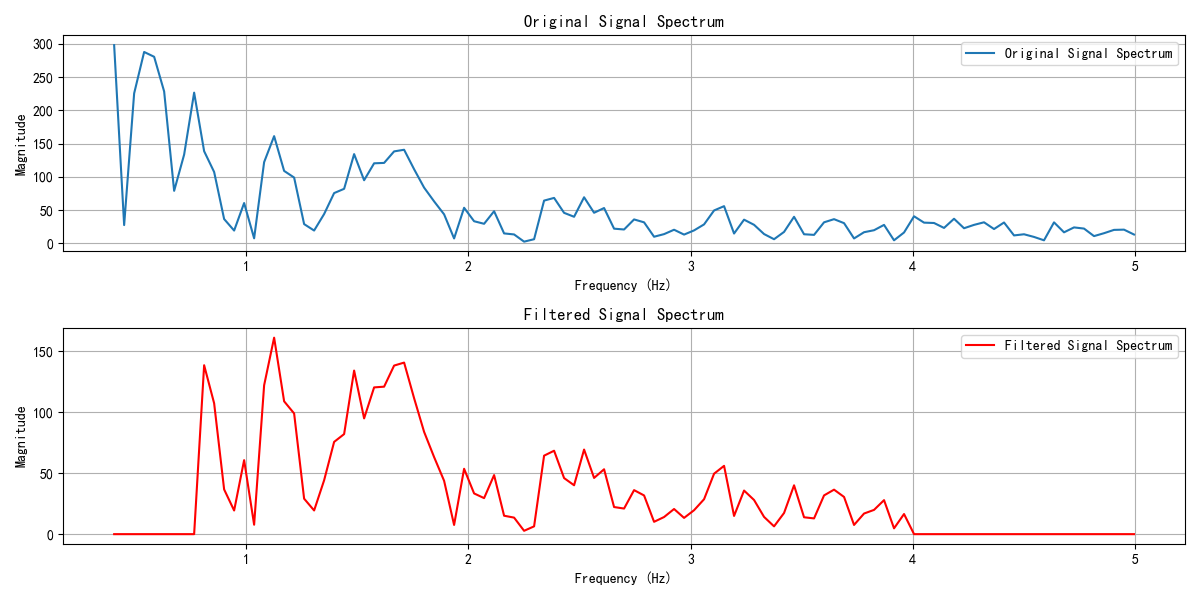 Original Signal Spectrum
Original Signal Spectrum
Magnitude
300
250
200
150
100
50
0
1
2
3
4
5
Frequency (Hz)
Filtered Signal Spectrum
Filtered Signal Spectrum
Magnitude
150
100
50
0
1
2
3
4
5
Frequency (Hz)